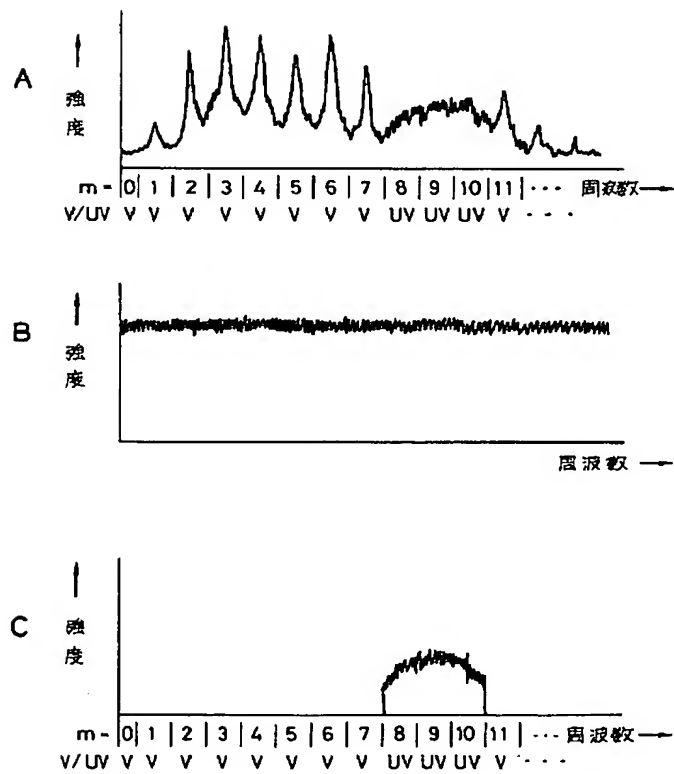 A
強度
m = 0 | 1 | 2 | 3 | 4 | 5 | 6 | 7 | 8 | 9 | 10 | 11 | ··· 周波数
V/UV V V V V V V V V UV UV UV V - - -
B
強度
周波数
C
強度
m = 0 | 1 | 2 | 3 | 4 | 5 | 6 | 7 | 8 | 9 | 10 | 11 | ··· 周波数
V/UV V V V V V V V V UV UV UV V - - -